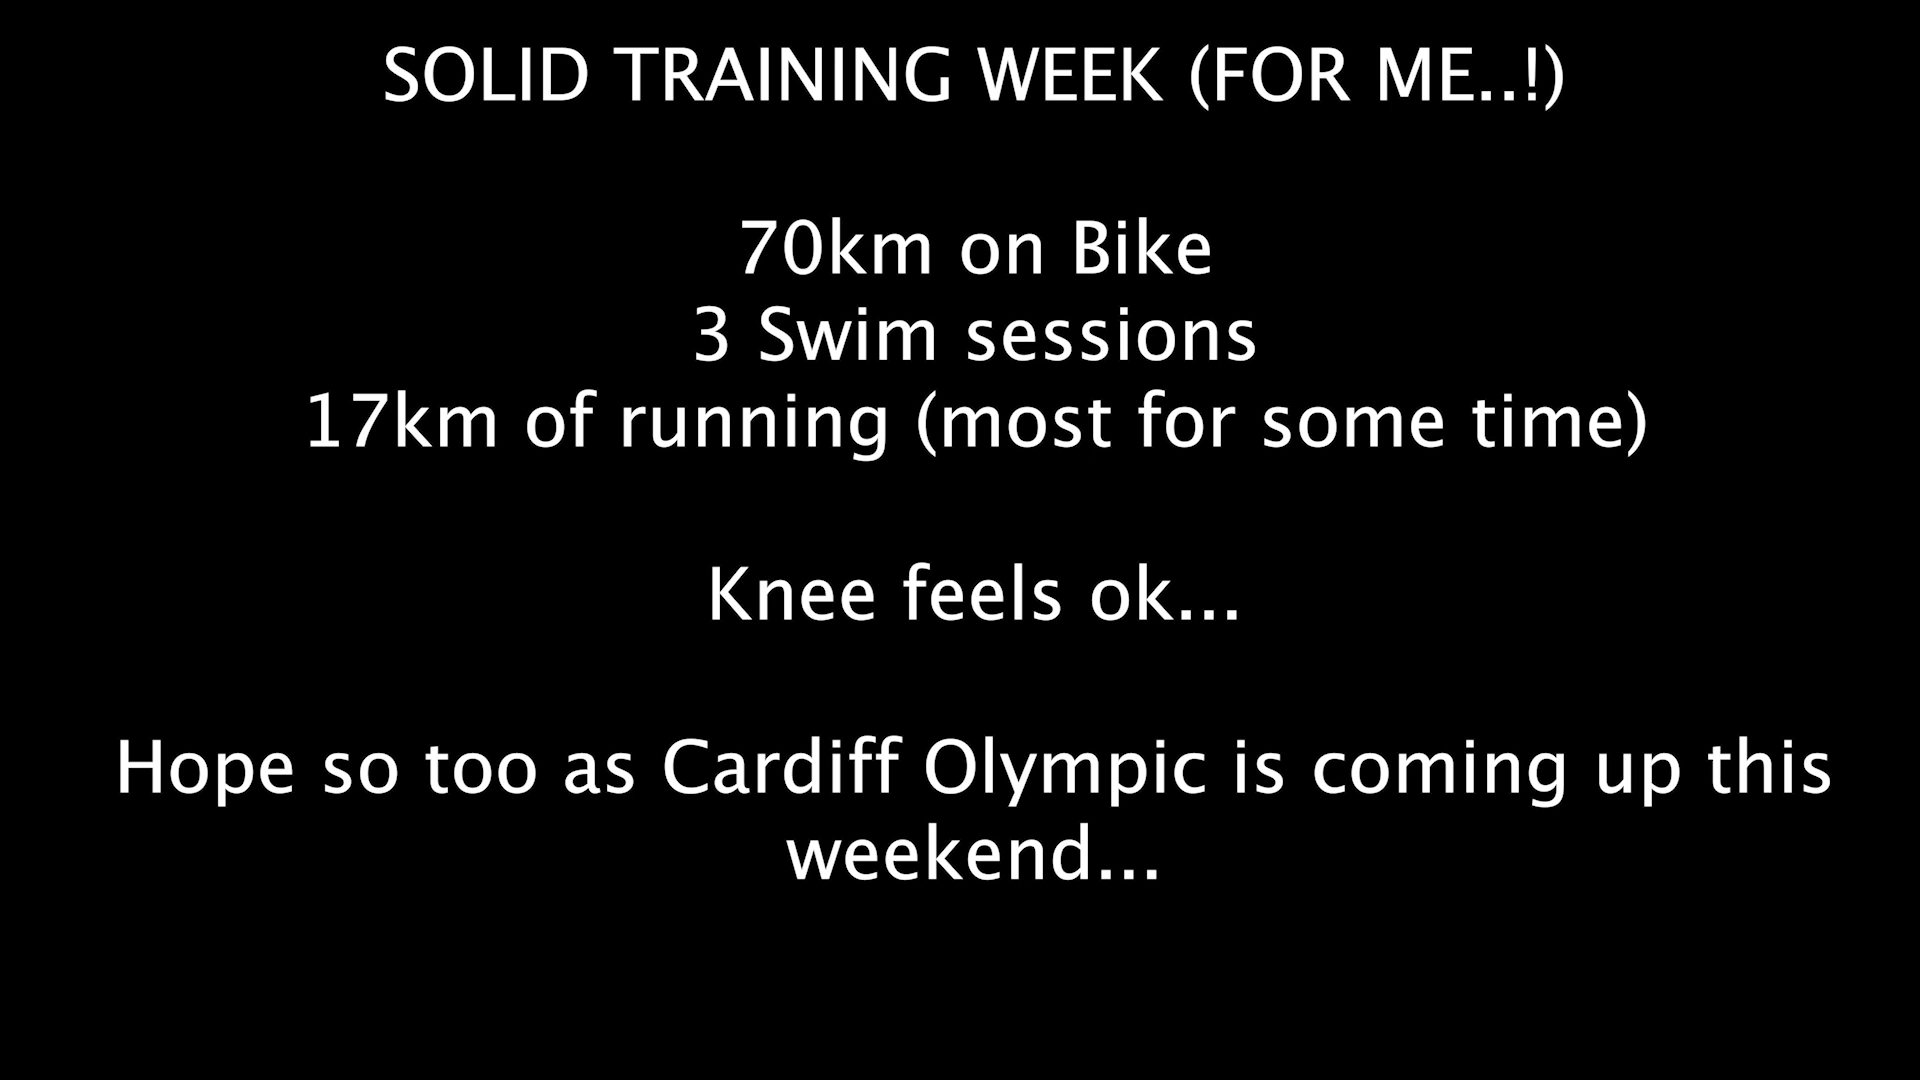 SOLID TRAINING WEEK (FOR ME..!)
70km on Bike
3 Swim sessions
17km of running (most for some time)
Knee feels ok...
Hope so too as Cardiff Olympic is coming up this
weekend...